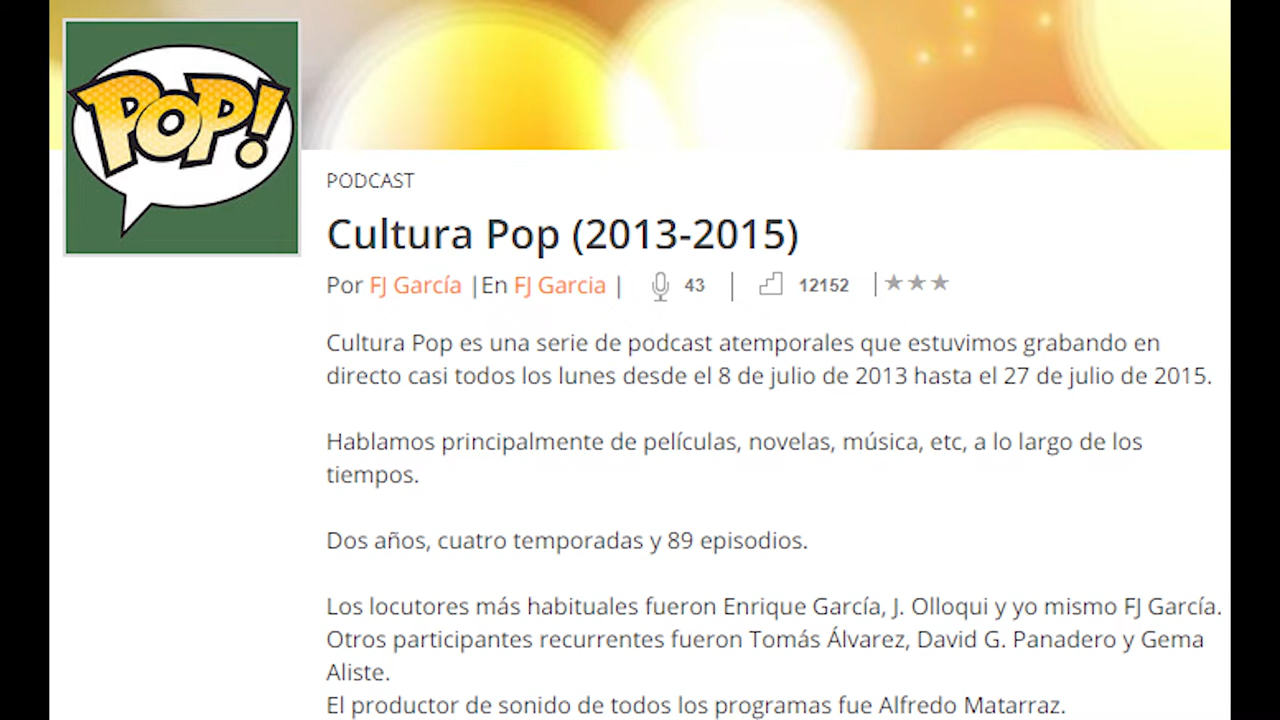 POP!
PODCAST
Cultura Pop (2013-2015)
Por FJ García | En FJ Garcia | 43 | 12152 | ★★★
Cultura Pop es una serie de podcast atemporales que estuvimos grabando en
directo casi todos los lunes desde el 8 de julio de 2013 hasta el 27 de julio de 2015.
Hablamos principalmente de películas, novelas, música, etc, a lo largo de los
tiempos.
Dos años, cuatro temporadas y 89 episodios.
Los locutores más habituales fueron Enrique García, J. Olloqui y yo mismo FJ García.
Otros participantes recurrentes fueron Tomás Álvarez, David G. Panadero y Gema
Aliste.
El productor de sonido de todos los programas fue Alfredo Matarraz.